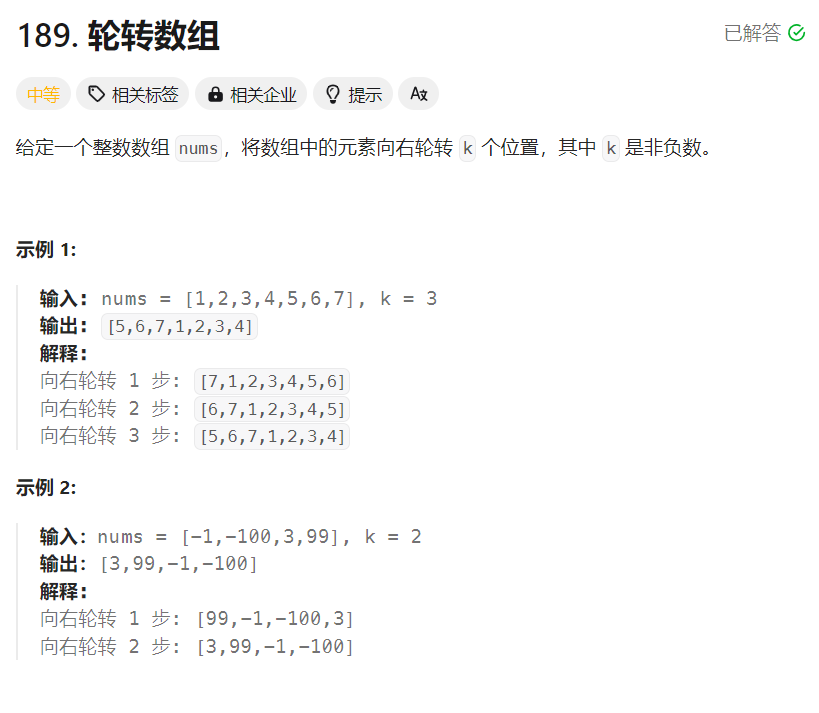 189. 轮转数组
已解答
中等 相关标签 相关企业 提示 Aあ
给定一个整数数组 nums，将数组中的元素向右轮转 k 个位置，其中 k 是非负数。
示例 1:
输入: nums = [1,2,3,4,5,6,7], k = 3
输出: [5,6,7,1,2,3,4]
解释:
向右轮转 1 步: [7,1,2,3,4,5,6]
向右轮转 2 步: [6,7,1,2,3,4,5]
向右轮转 3 步: [5,6,7,1,2,3,4]
示例 2:
输入：nums = [-1,-100,3,99], k = 2
输出：[3,99,-1,-100]
解释:
向右轮转 1 步: [99,-1,-100,3]
向右轮转 2 步: [3,99,-1,-100]